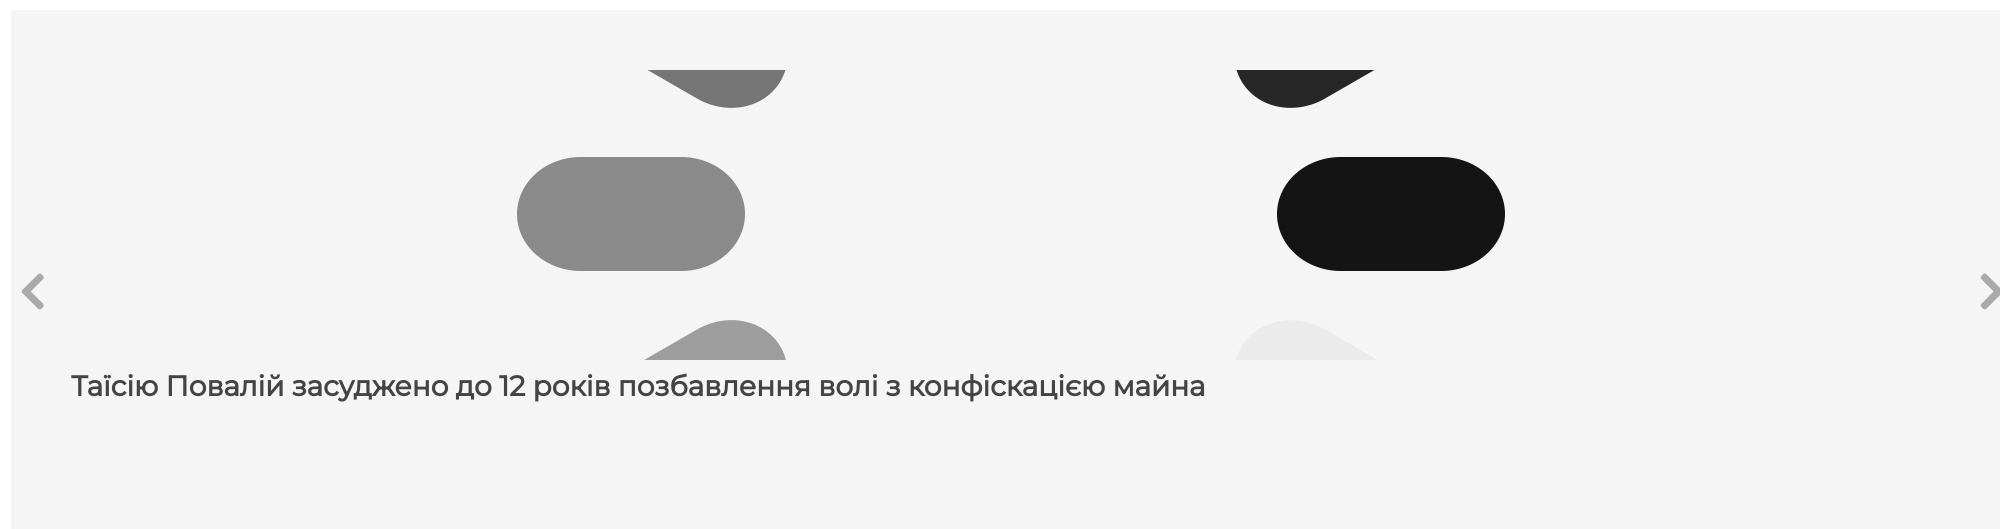 Таїсію Повалій засуджено до 12 років позбавлення волі з конфіскацією майна